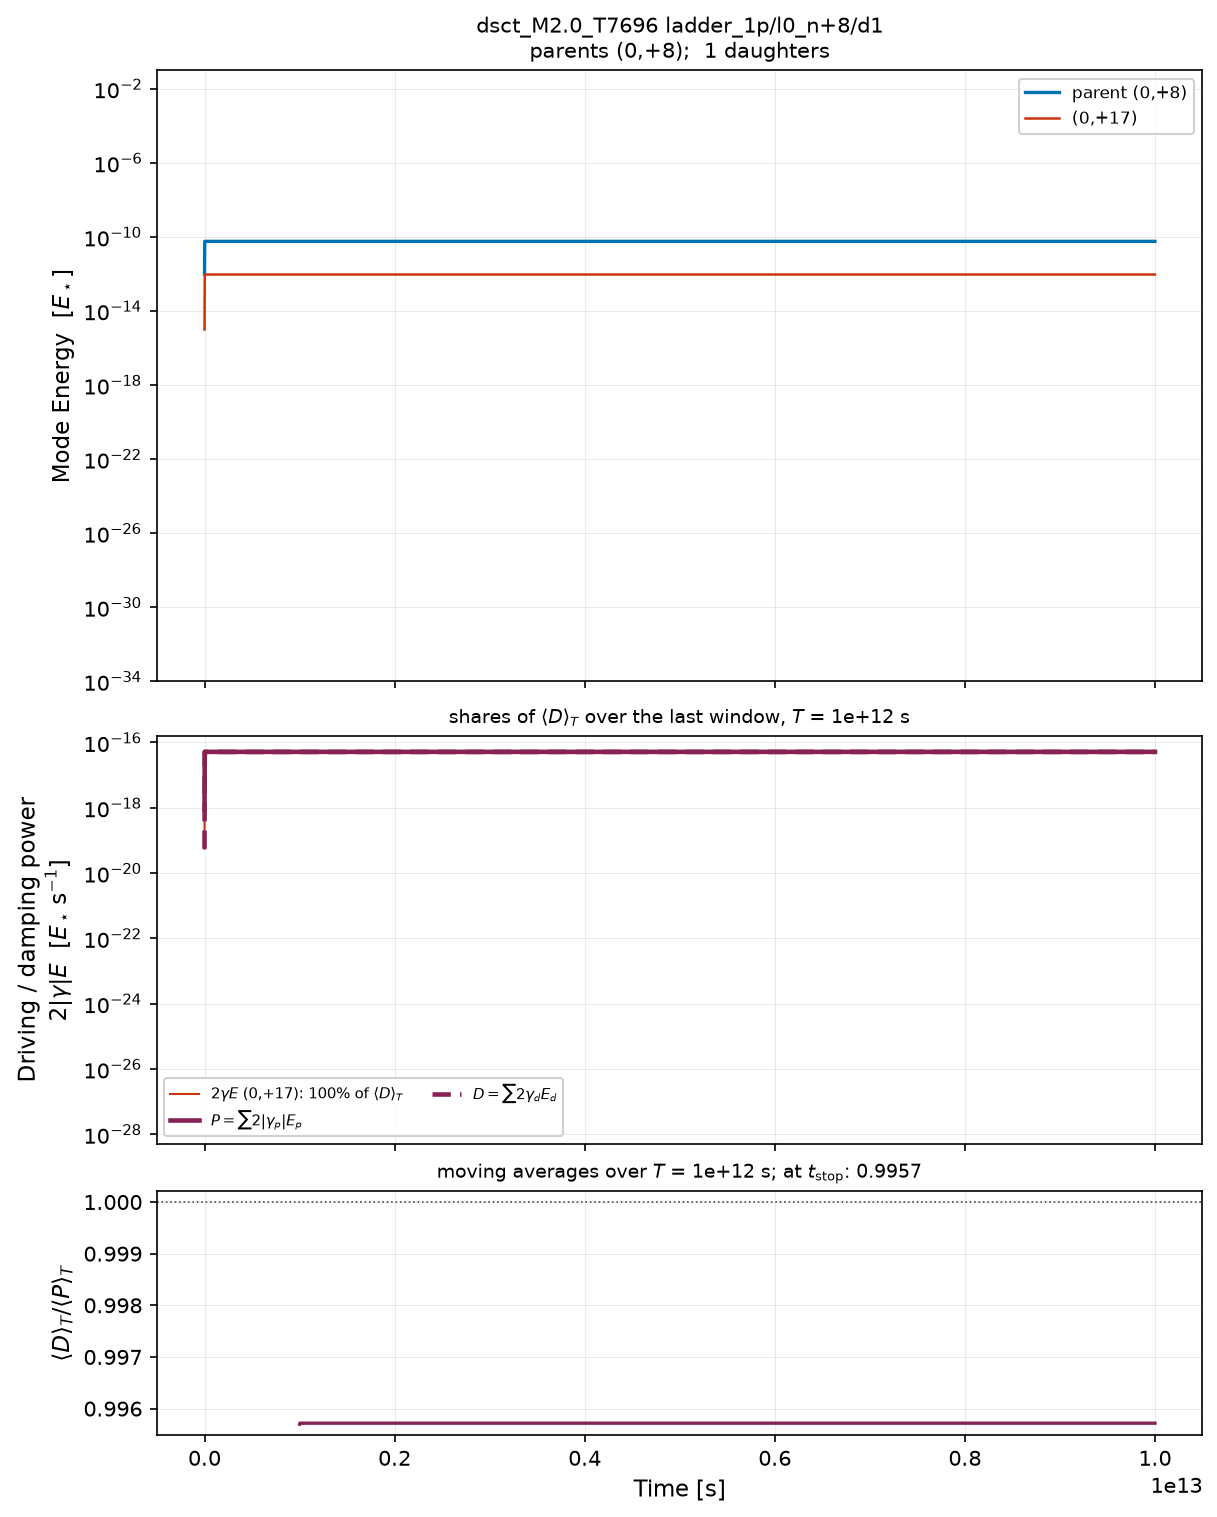 dsct_M2.0_T7696 ladder_1p/l0_n+8/d1
parents (0,+8);  1 daughters
parent (0,+8)
(0,+17)
Mode Energy [E⋆]
10⁻²
10⁻⁶
10⁻¹⁰
10⁻¹⁴
10⁻¹⁸
10⁻²²
10⁻²⁶
10⁻³⁰
10⁻³⁴
shares of ⟨D⟩_T over the last window, T = 1e+12 s
Driving / damping power
2|γ|E [E⋆ s⁻¹]
10⁻¹⁶
10⁻¹⁸
10⁻²⁰
10⁻²²
10⁻²⁴
10⁻²⁶
10⁻²⁸
2γE (0,+17): 100% of ⟨D⟩_T
P = ∑2|γ_p|E_p
D = ∑2γ_dE_d
moving averages over T = 1e+12 s; at t_stop: 0.9957
⟨D⟩_T/⟨P⟩_T
1.000
0.999
0.998
0.997
0.996
0.0 0.2 0.4 0.6 0.8 1.0
1e13
Time [s]